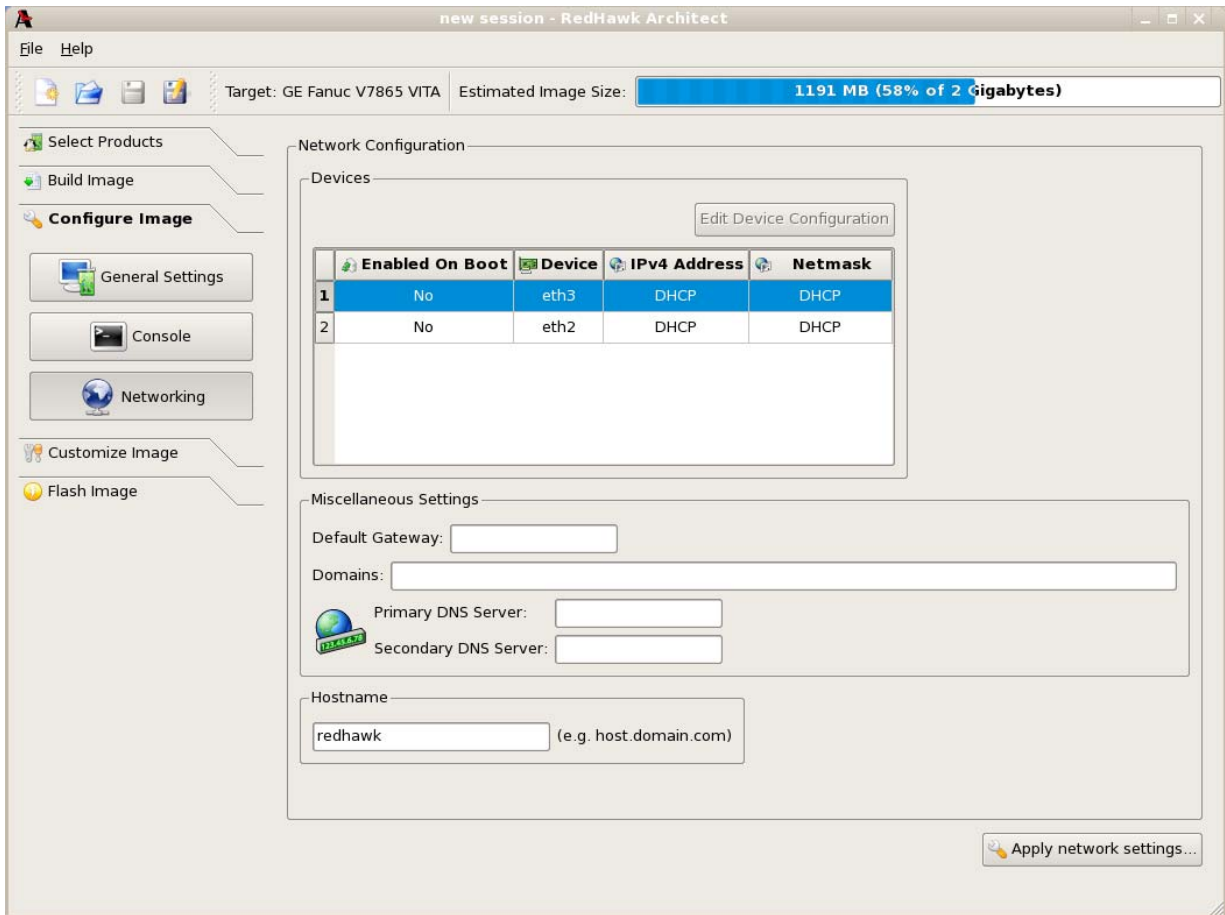 new session - RedHawk Architect
File Help
Target: GE Fanuc V7865 VITA Estimated Image Size: 1191 MB (58% of 2 Gigabytes)
Select Products
Build Image
Configure Image
General Settings
Console
Networking
Customize Image
Flash Image
Network Configuration
Devices
Edit Device Configuration
Enabled On Boot Device IPv4 Address Netmask
1 No eth3 DHCP DHCP
2 No eth2 DHCP DHCP
Miscellaneous Settings
Default Gateway:
Domains:
123.45.6.78
Primary DNS Server:
Secondary DNS Server:
Hostname
redhawk (e.g. host.domain.com)
Apply network settings...